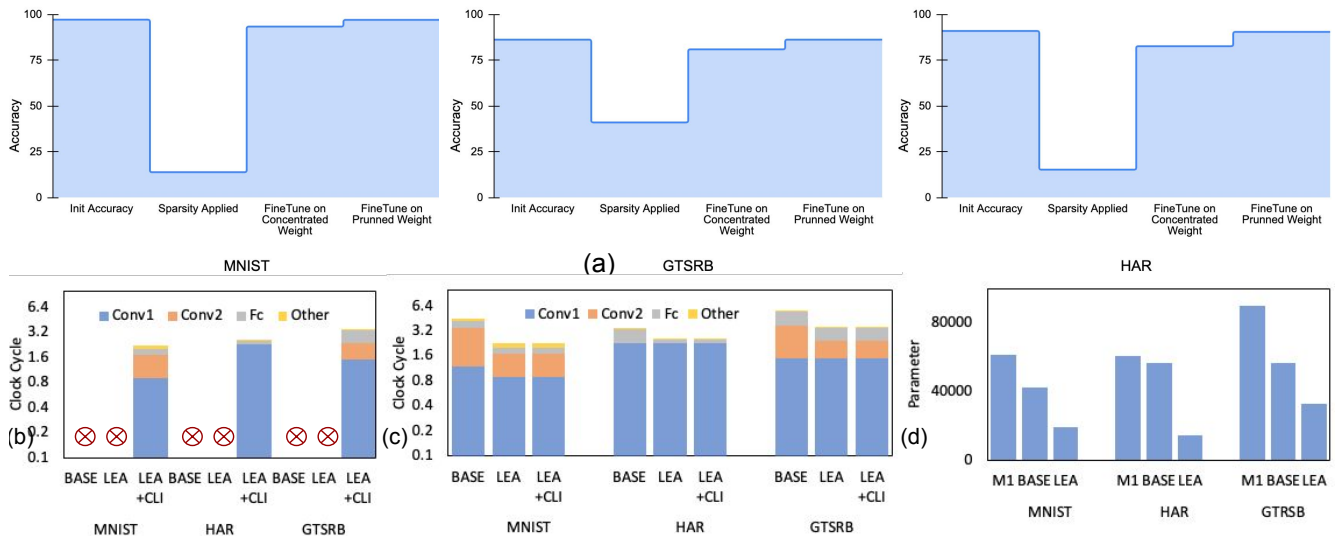 100
75
50
25
0
Accuracy
Init Accuracy
Sparsity Applied
FineTune on
Concentrated
Weight
FineTune on
Prunned Weight
MNIST
100
75
50
25
0
Accuracy
Init Accuracy
Sparsity Applied
FineTune on
Concentrated
Weight
FineTune on
Prunned Weight
(a)
GTSRB
100
75
50
25
0
Accuracy
Init Accuracy
Sparsity Applied
FineTune on
Concentrated
Weight
FineTune on
Prunned Weight
HAR
(b)
Clock Cycle
6.4
3.2
1.6
0.8
0.4
0.2
0.1
Conv1 Conv2 Fc Other
BASE LEA LEA BASE LEA LEA BASE LEA LEA
+CLI +CLI +CLI
MNIST HAR GTSRB
(c)
Clock Cycle
6.4
3.2
1.6
0.8
0.4
0.2
0.1
Conv1 Conv2 Fc Other
BASE LEA LEA BASE LEA LEA BASE LEA LEA
+CLI +CLI +CLI
MNIST HAR GTSRB
(d)
Parameter
80000
40000
0
M1 BASE LEA M1 BASE LEA M1 BASE LEA
MNIST HAR GTRSB